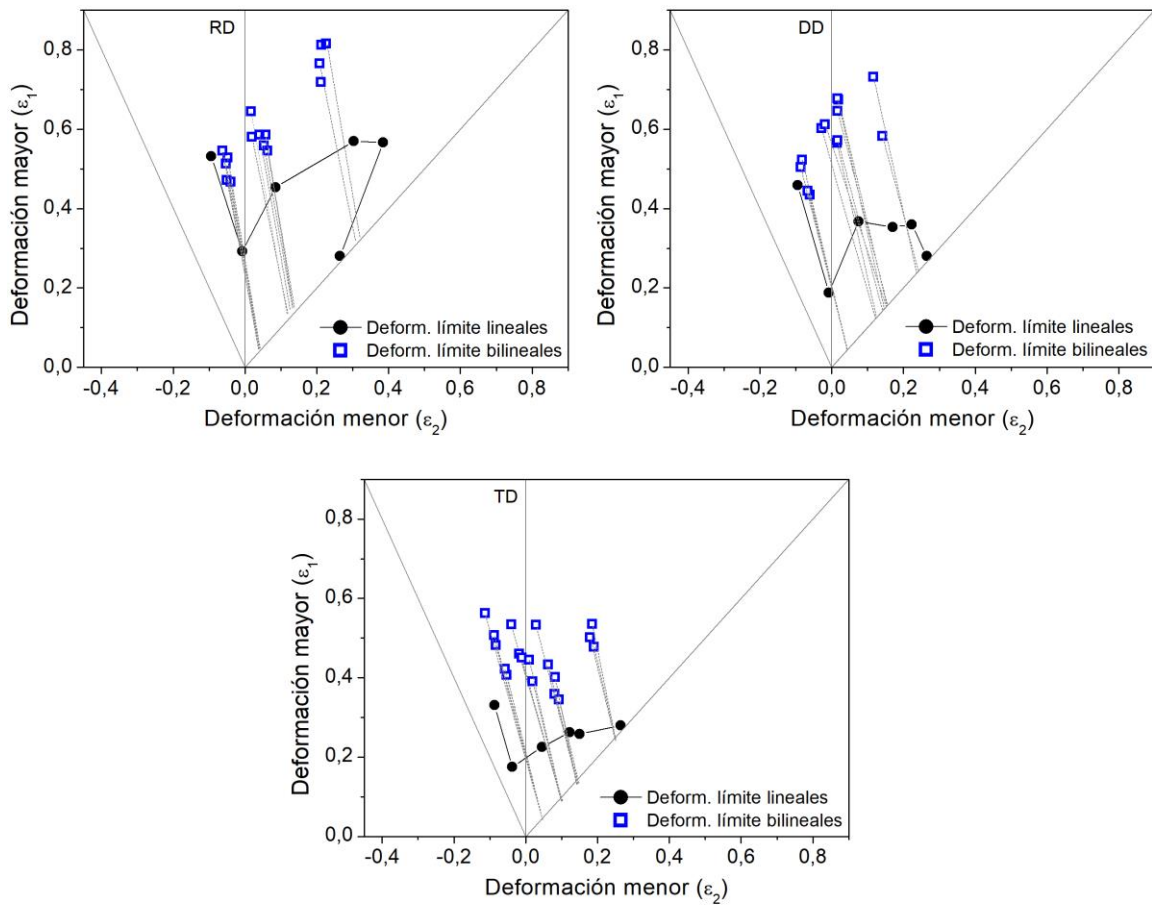 RD
0,8
0,6
0,4
0,2
0,0
Deformación mayor (ε1)
Deform. límite lineales
Deform. límite bilineales
-0,4 -0,2 0,0 0,2 0,4 0,6 0,8
Deformación menor (ε2)
DD
0,8
0,6
0,4
0,2
0,0
Deformación mayor (ε1)
Deform. límite lineales
Deform. límite bilineales
-0,4 -0,2 0,0 0,2 0,4 0,6 0,8
Deformación menor (ε2)
TD
0,8
0,6
0,4
0,2
0,0
Deformación mayor (ε1)
Deform. límite lineales
Deform. límite bilineales
-0,4 -0,2 0,0 0,2 0,4 0,6 0,8
Deformación menor (ε2)